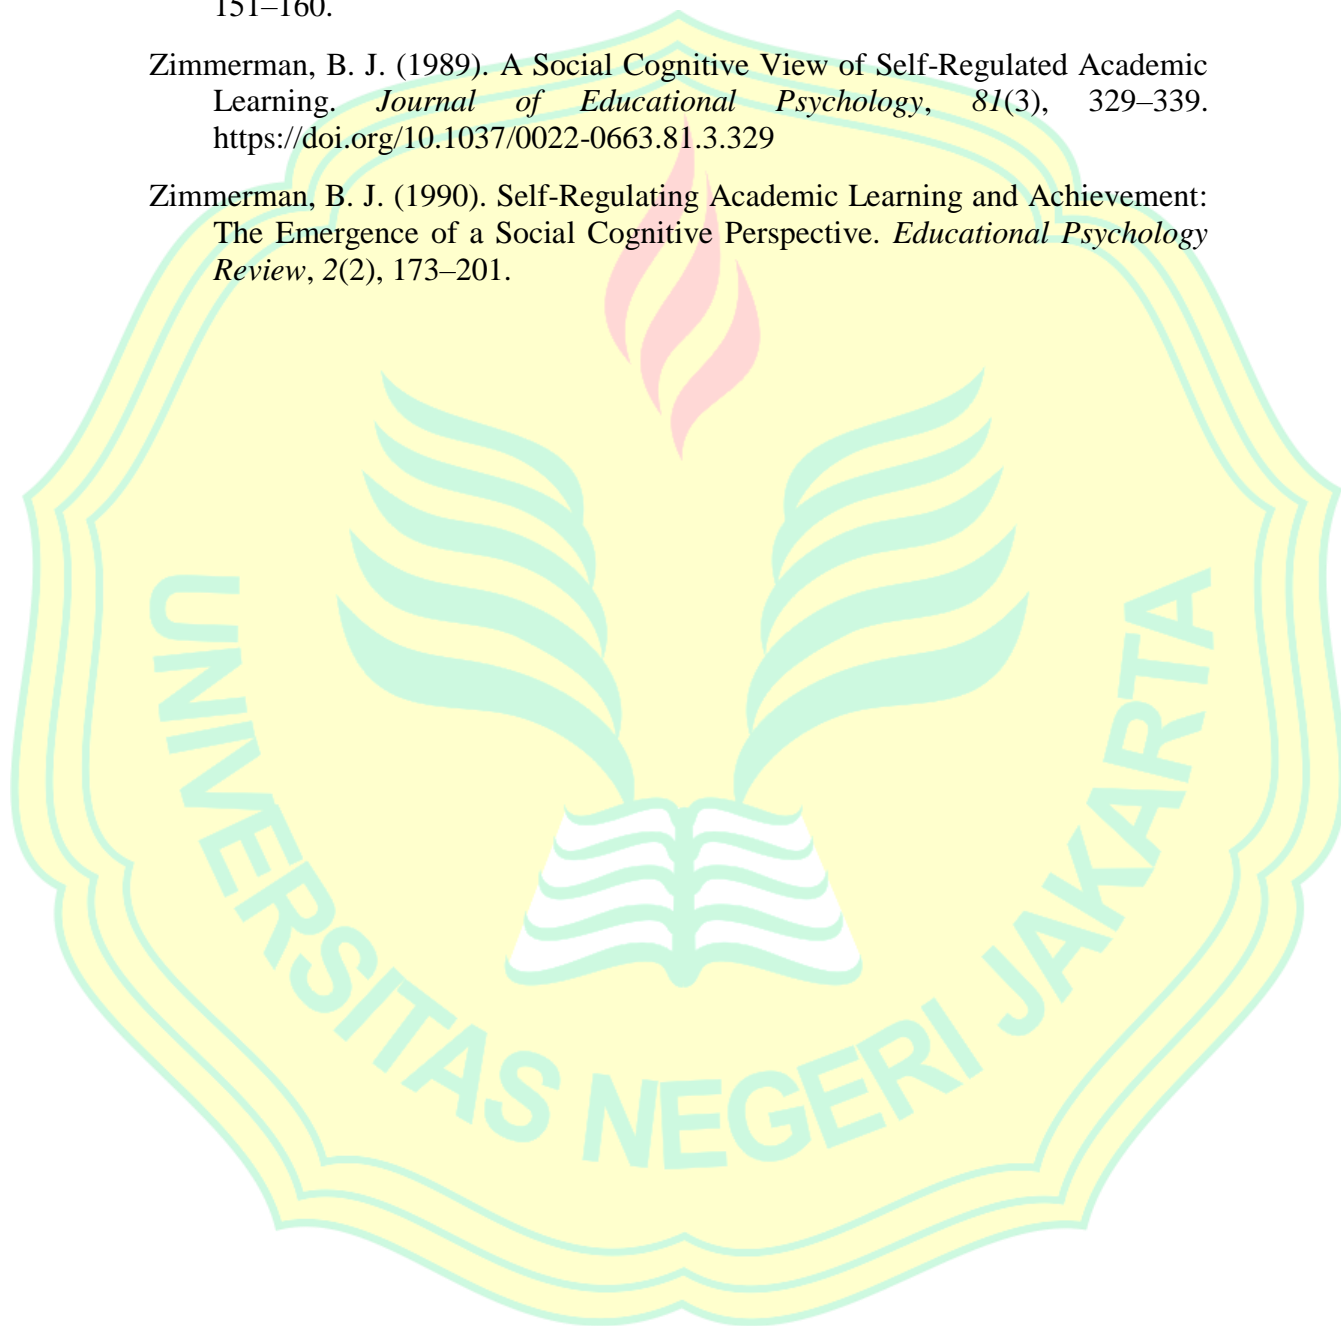 151–160.
Zimmerman, B. J. (1989). A Social Cognitive View of Self-Regulated Academic
Learning. Journal of Educational Psychology, 81(3), 329–339.
https://doi.org/10.1037/0022-0663.81.3.329
Zimmerman, B. J. (1990). Self-Regulating Academic Learning and Achievement:
The Emergence of a Social Cognitive Perspective. Educational Psychology
Review, 2(2), 173–201.
UNIVERSITAS NEGERI JAKARTA